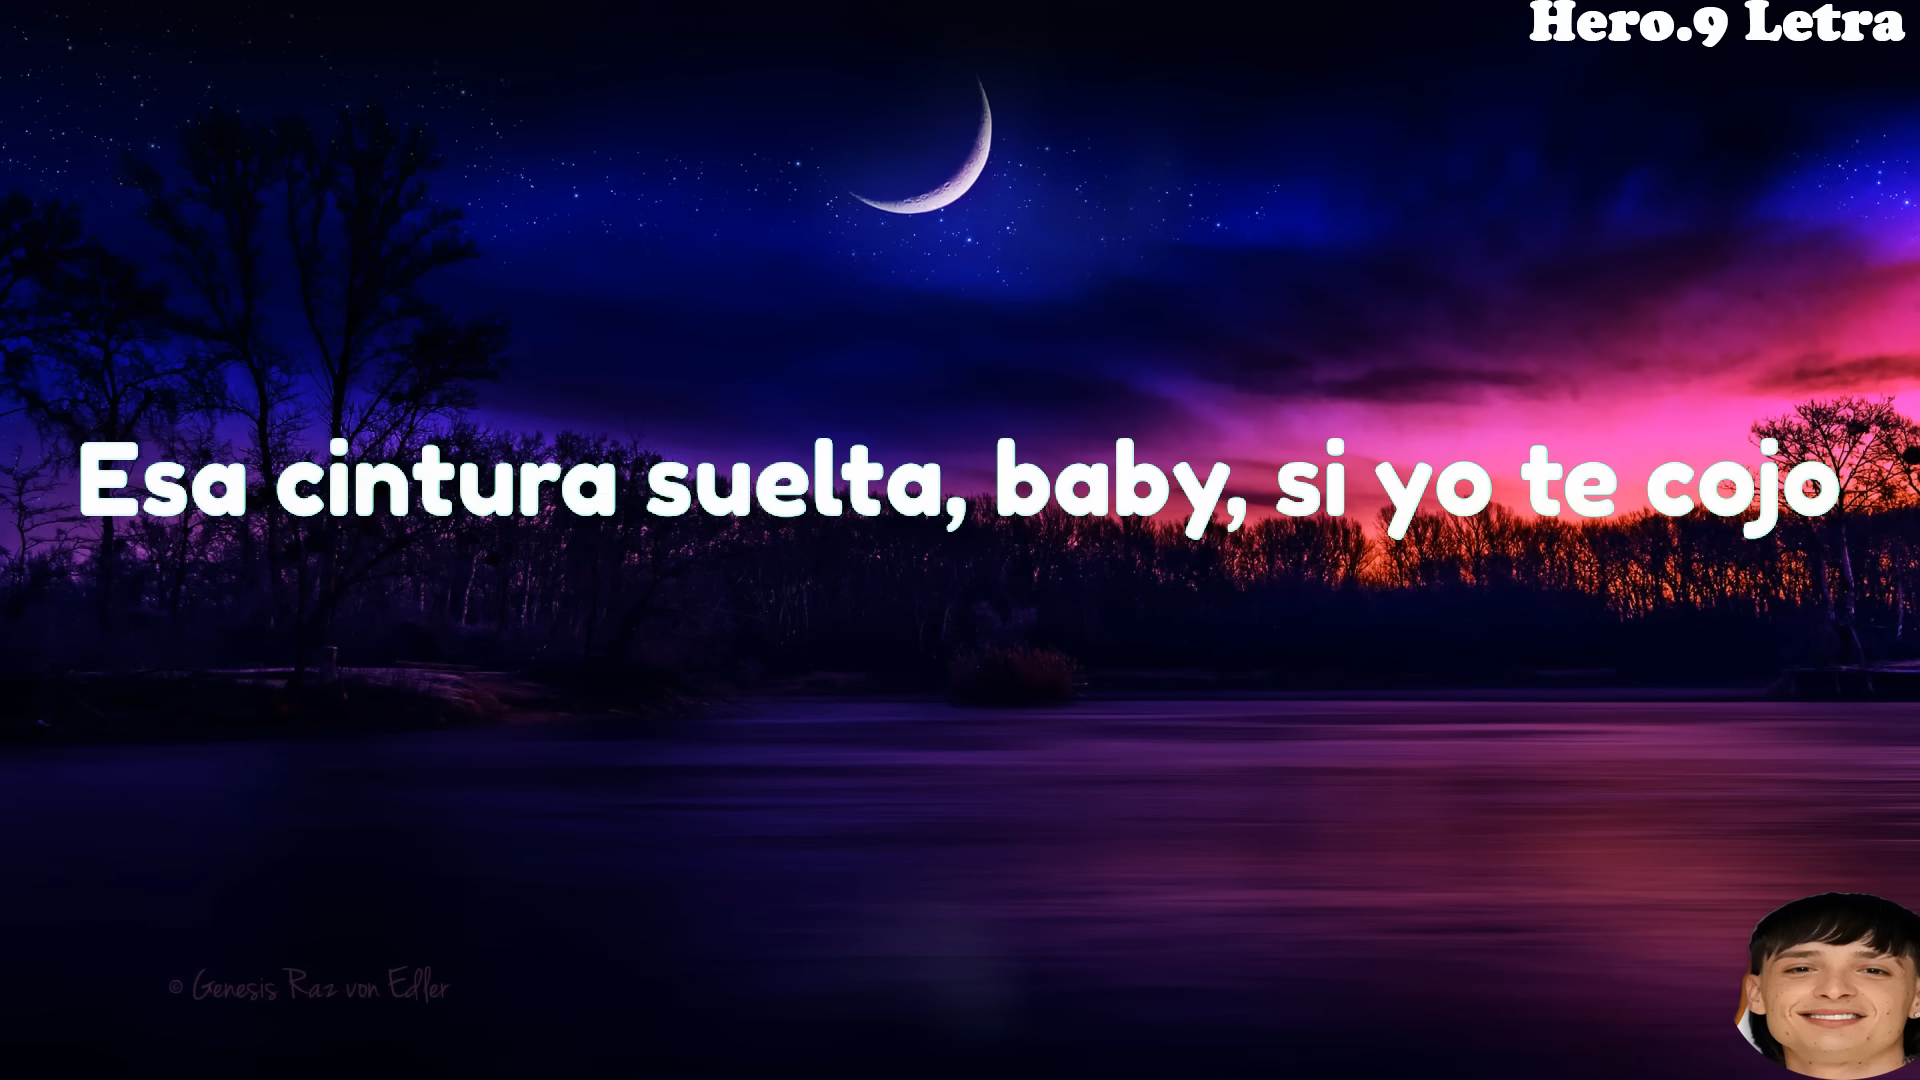 Hero.9 Letra
Esa cintura suelta, baby, si yo te cojo
© Genesis Raz von Edler